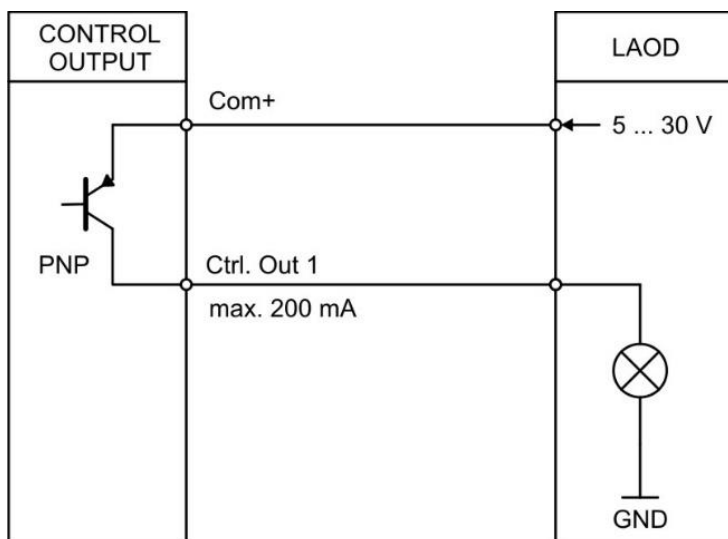 CONTROL
OUTPUT
LAOD
Com+
5 ... 30 V
PNP
Ctrl. Out 1
max. 200 mA
GND